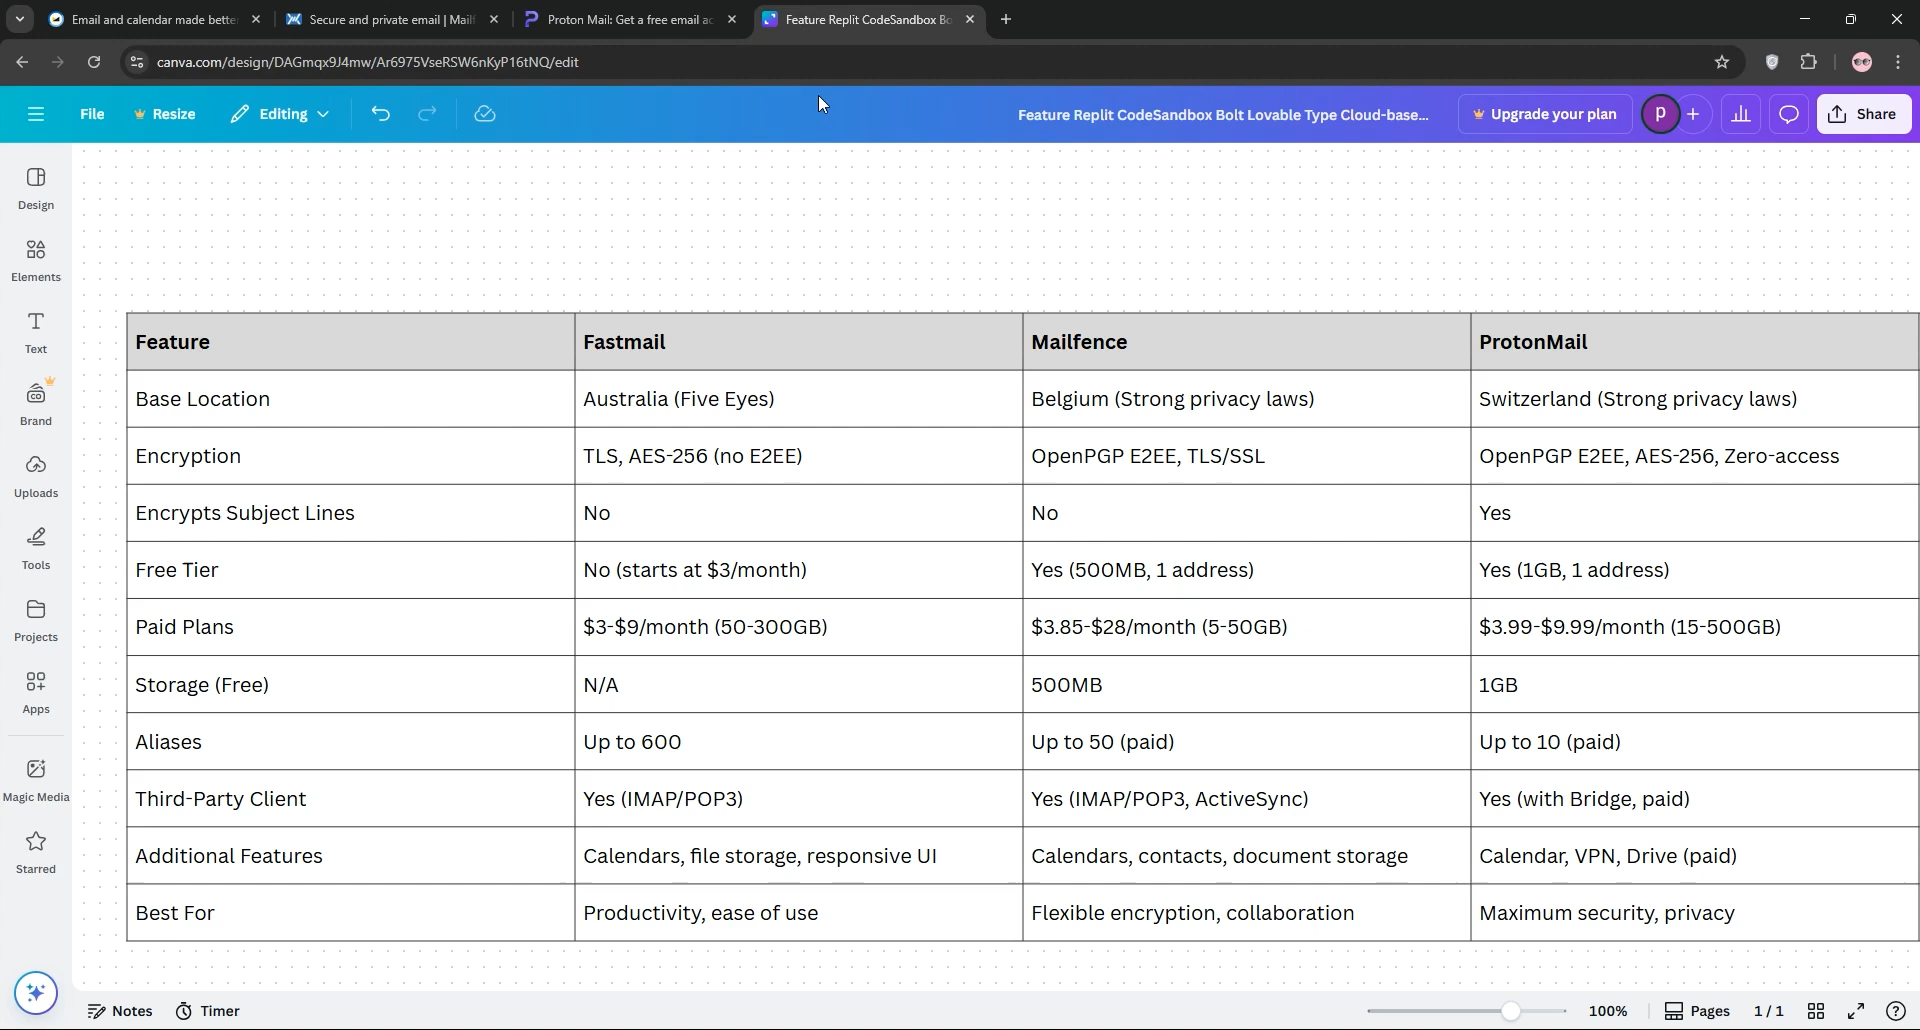 Email and calendar made bette
Secure and private email | Mail
Proton Mail: Get a free email ac
Feature Replit CodeSandbox Bo
canva.com/design/DAGmqx9J4mw/Ar6975VseRSW6nKyP16tNQ/edit
File
Resize
Editing
Feature Replit CodeSandbox Bolt Lovable Type Cloud-base...
Upgrade your plan
P
Share
Design
Elements
Text
Brand
Uploads
Tools
Projects
Apps
Magic Media
Starred
Feature Fastmail Mailfence ProtonMail
Base Location Australia (Five Eyes) Belgium (Strong privacy laws) Switzerland (Strong privacy laws)
Encryption TLS, AES-256 (no E2EE) OpenPGP E2EE, TLS/SSL OpenPGP E2EE, AES-256, Zero-access
Encrypts Subject Lines No No Yes
Free Tier No (starts at $3/month) Yes (500MB, 1 address) Yes (1GB, 1 address)
Paid Plans $3-$9/month (50-300GB) $3.85-$28/month (5-50GB) $3.99-$9.99/month (15-500GB)
Storage (Free) N/A 500MB 1GB
Aliases Up to 600 Up to 50 (paid) Up to 10 (paid)
Third-Party Client Yes (IMAP/POP3) Yes (IMAP/POP3, ActiveSync) Yes (with Bridge, paid)
Additional Features Calendars, file storage, responsive UI Calendars, contacts, document storage Calendar, VPN, Drive (paid)
Best For Productivity, ease of use Flexible encryption, collaboration Maximum security, privacy
Notes
Timer
100%
Pages
1 / 1